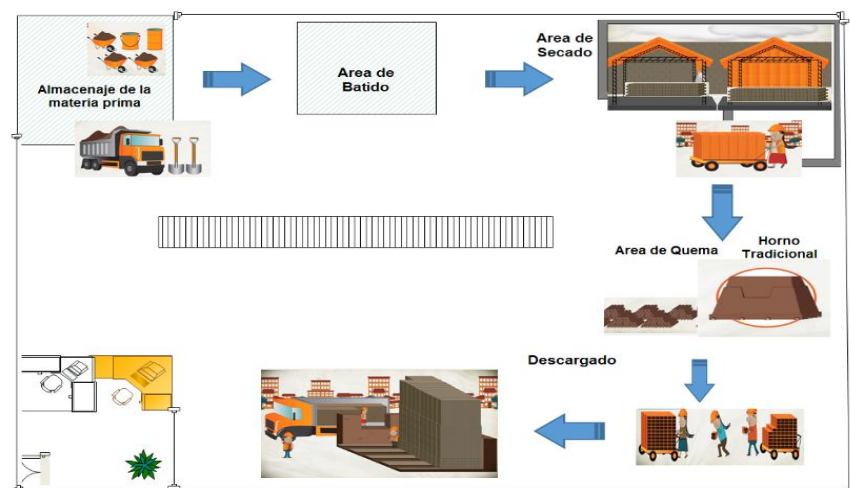 Almacenaje de la
materia prima
Area de
Batido
Area de
Secado
Area de Quema
Horno
Tradicional
Descargado